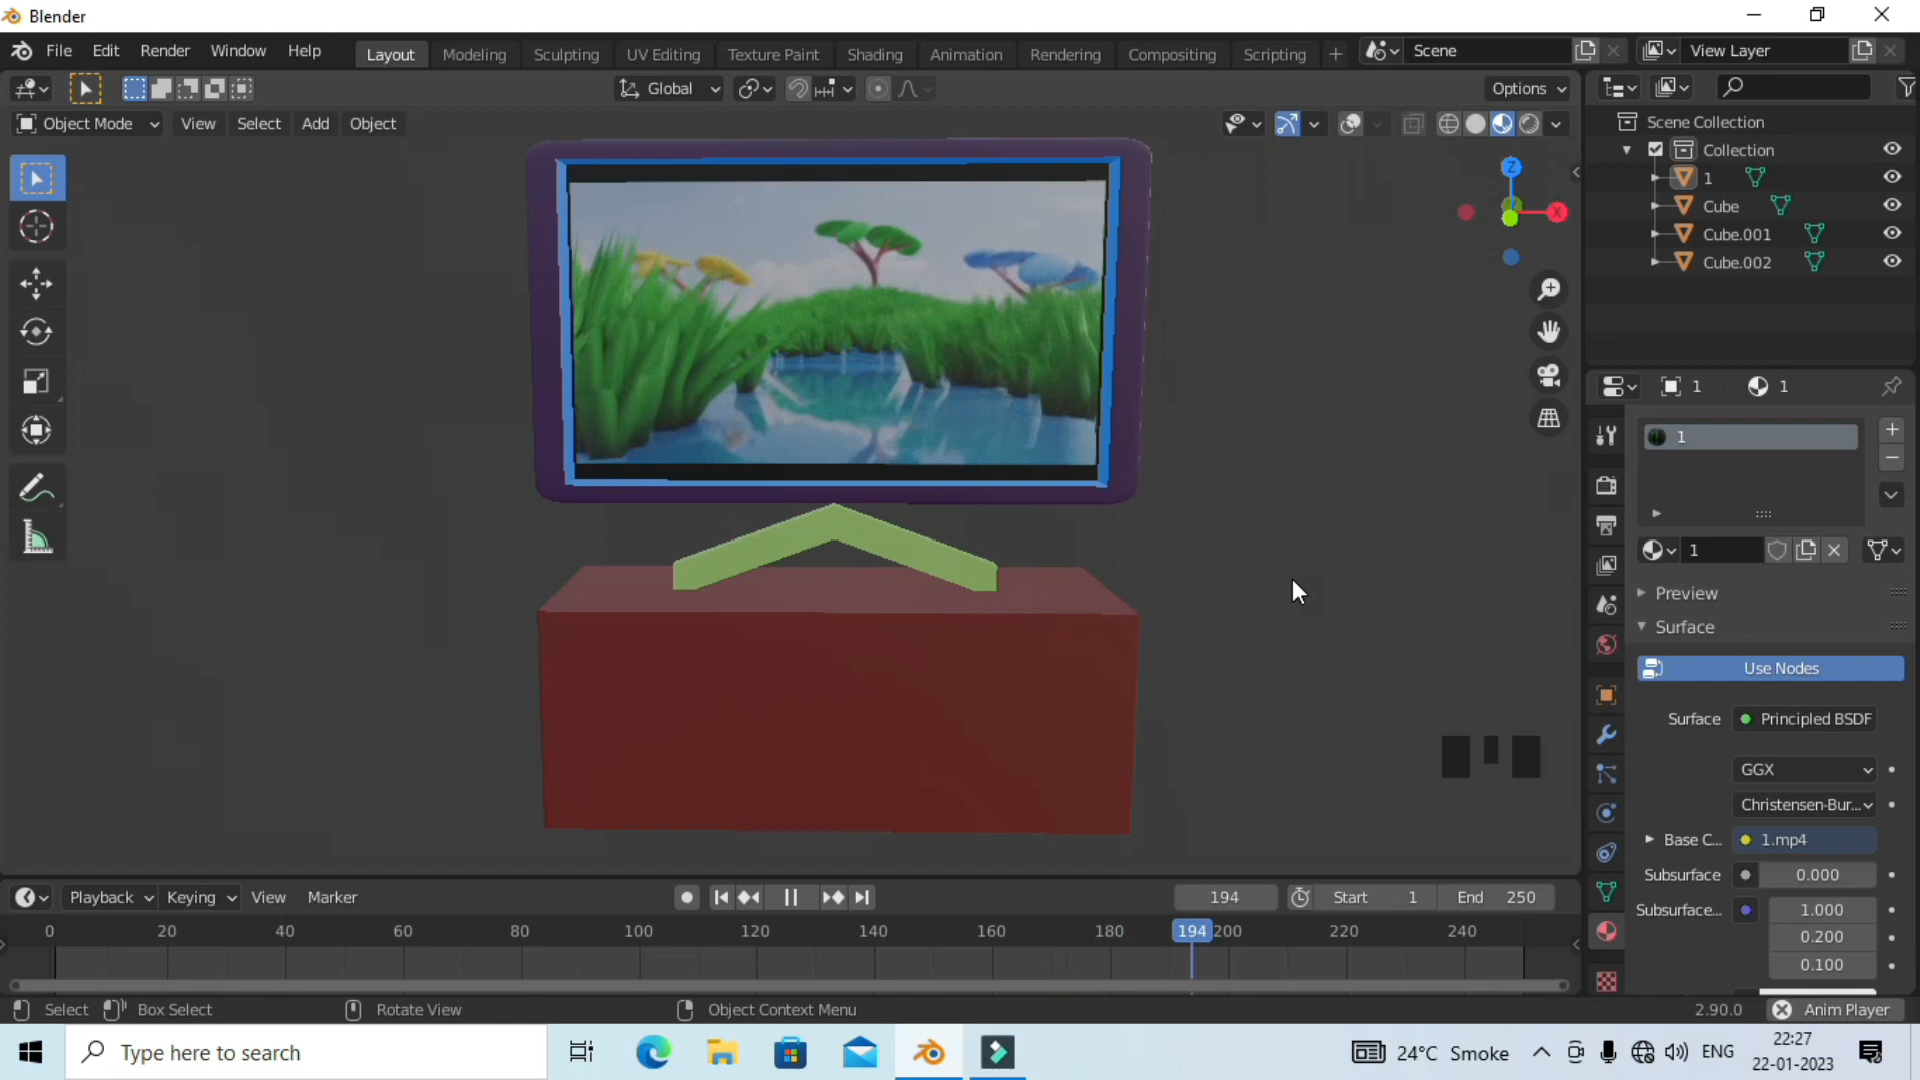 Blender
File Edit Render Window Help Layout Modeling Sculpting UV Editing Texture Paint Shading Animation Rendering Compositing Scripting + Scene View Layer
Global Options
Object Mode View Select Add Object
Scene Collection
Collection
1
Cube
Cube.001
Cube.002
Z
X
1 1
1
1
Preview
Surface
Use Nodes
Surface Principled BSDF
GGX
Christensen-Bur...
Base C... 1.mp4
Subsurface 0.000
Subsurface... 1.000
0.200
0.100
Playback Keying View Marker 194 Start 1 End 250
0 20 40 60 80 100 120 140 160 180 194 200 220 240
Select Box Select Rotate View Object Context Menu 2.90.0 Anim Player
Type here to search 24°C Smoke ENG 22:27
22-01-2023